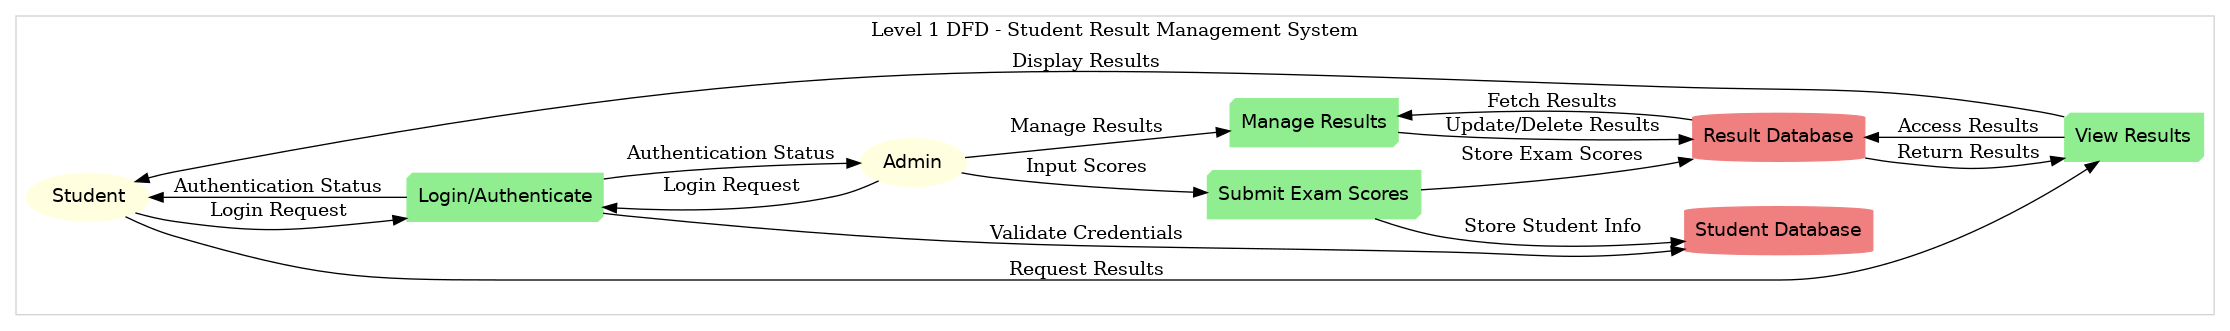 Level 1 DFD - Student Result Management System
Display Results
Fetch Results
Manage Results
Manage Results
Update/Delete Results
Result Database
Access Results
View Results
Return Results
Authentication Status
Admin
Store Exam Scores
Input Scores
Login Request
Student
Authentication Status
Login/Authenticate
Submit Exam Scores
Login Request
Store Student Info
Validate Credentials
Student Database
Request Results